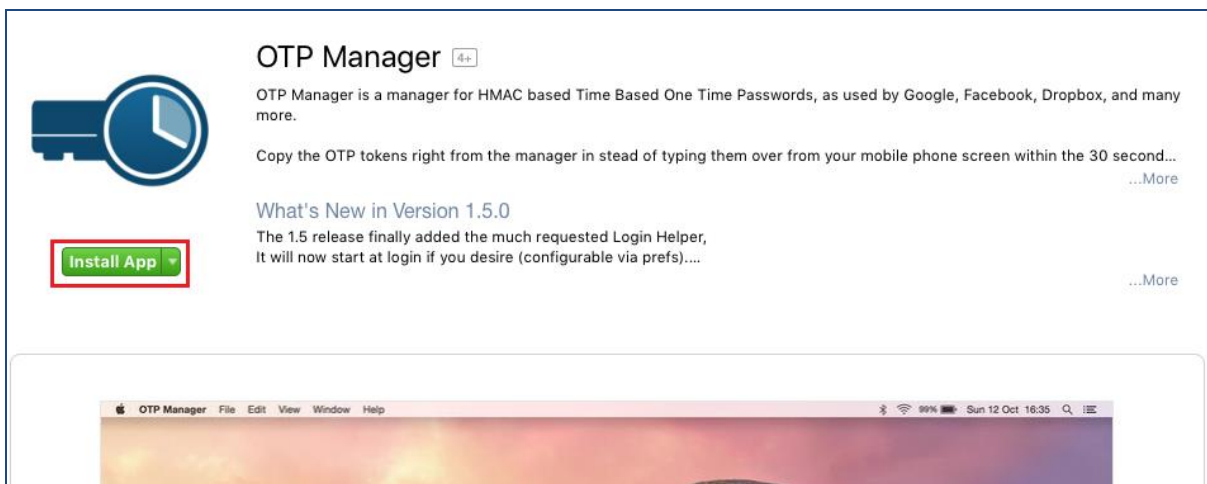 OTP Manager 4+
OTP Manager is a manager for HMAC based Time Based One Time Passwords, as used by Google, Facebook, Dropbox, and many
more.
Copy the OTP tokens right from the manager in stead of typing them over from your mobile phone screen within the 30 second...
...More
What's New in Version 1.5.0
The 1.5 release finally added the much requested Login Helper,
Install App
It will now start at login if you desire (configurable via prefs)....
...More
OTP Manager File Edit View Window Help 99% Sun 12 Oct 16:35